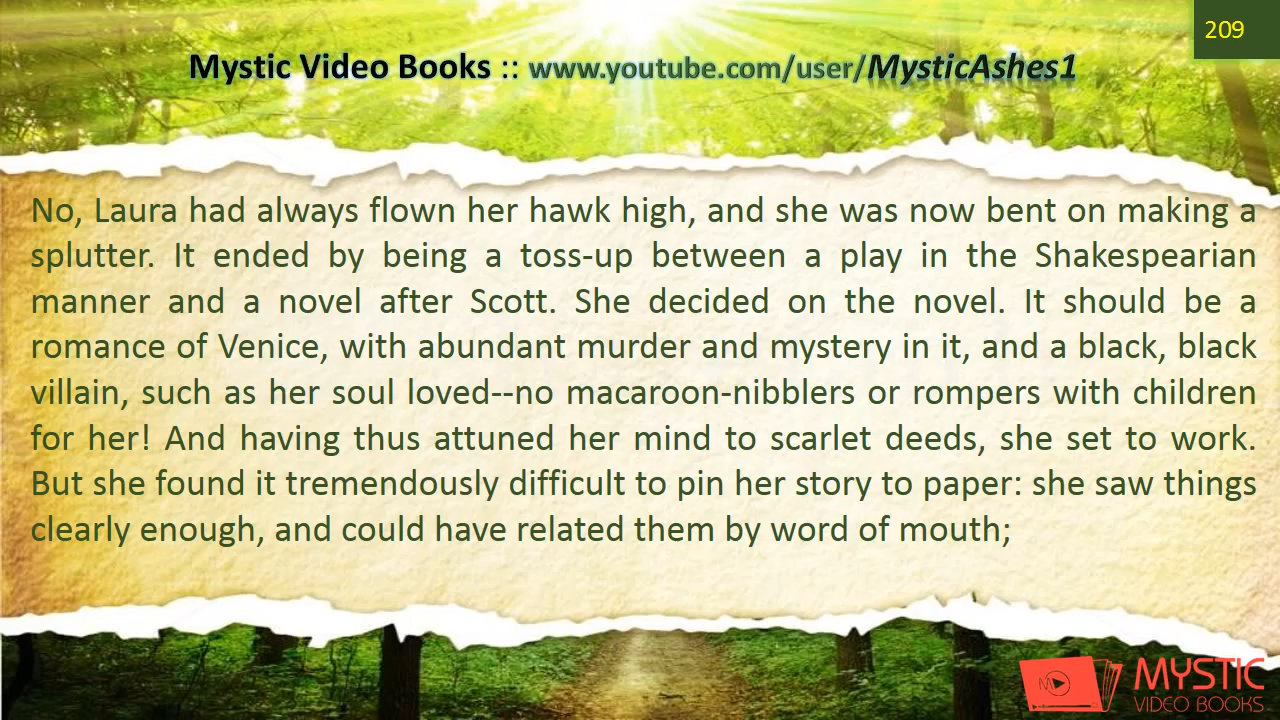 209
Mystic Video Books :: www.youtube.com/user/MysticAshes1
No, Laura had always flown her hawk high, and she was now bent on making a
splutter. It ended by being a toss-up between a play in the Shakespearian
manner and a novel after Scott. She decided on the novel. It should be a
romance of Venice, with abundant murder and mystery in it, and a black, black
villain, such as her soul loved--no macaroon-nibblers or rompers with children
for her! And having thus attuned her mind to scarlet deeds, she set to work.
But she found it tremendously difficult to pin her story to paper: she saw things
clearly enough, and could have related them by word of mouth;
MYSTIC
VIDEO BOOKS